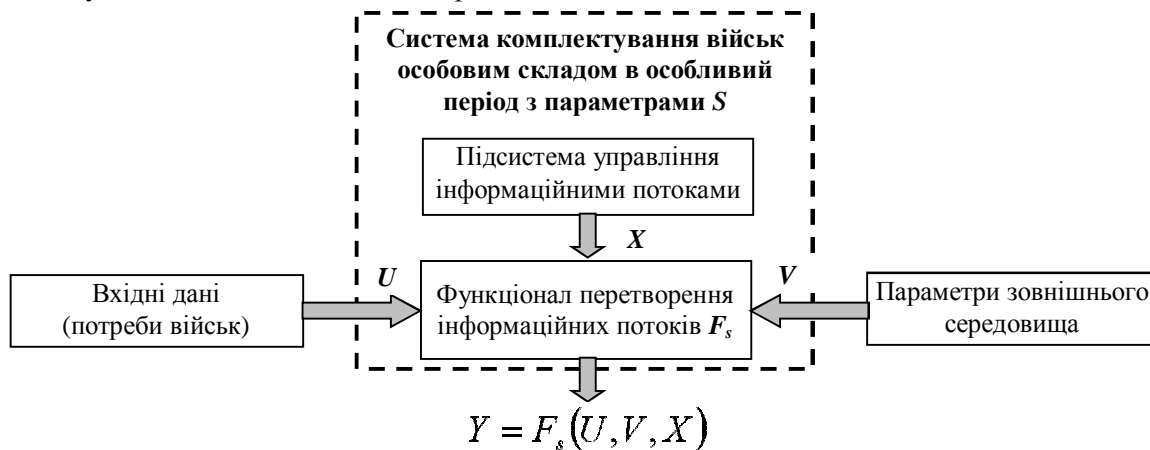 Система комплектування військ
особовим складом в особливий
період з параметрами S
Підсистема управління
інформаційними потоками
X
U
V
Вхідні дані
(потреби військ)
Функціонал перетворення
інформаційних потоків Fs
Параметри зовнішнього
середовища
Y = Fs(U,V,X)